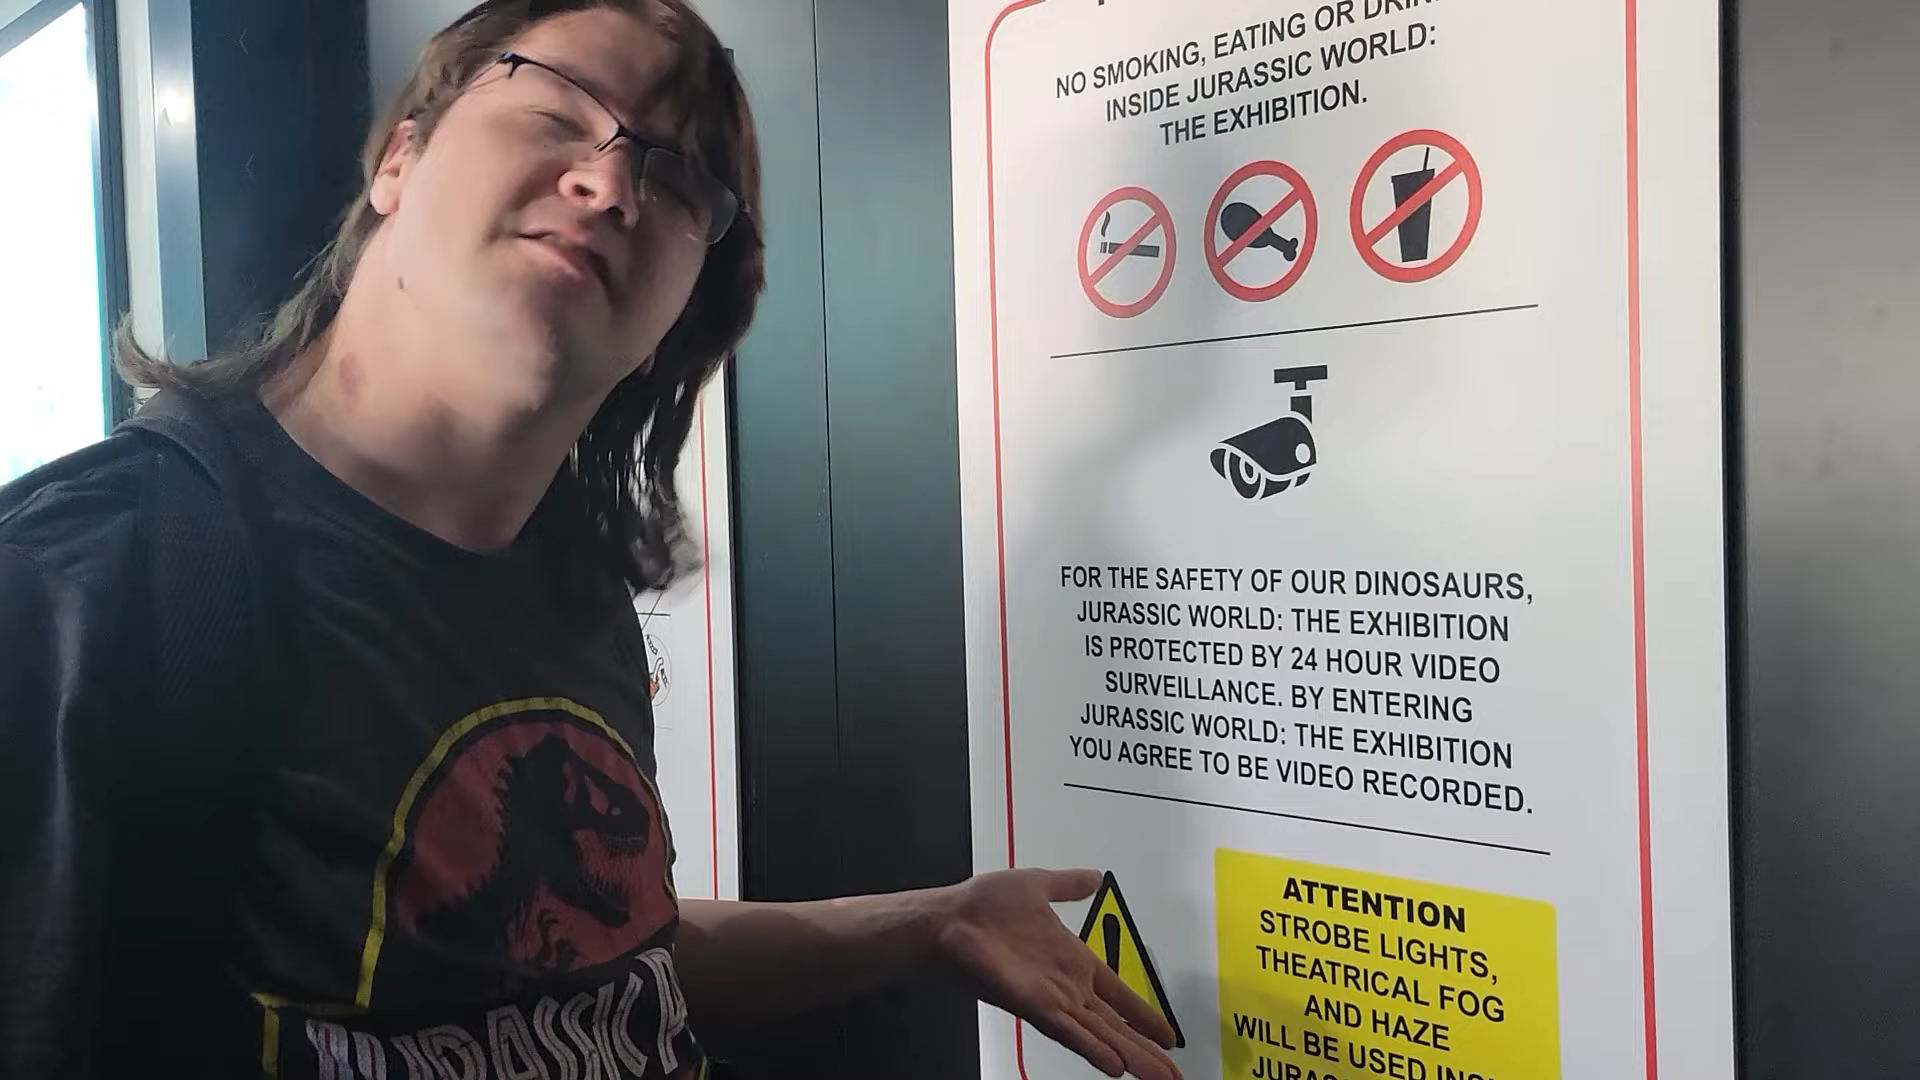 NO SMOKING, EATING OR
INSIDE JURASSIC WORLD:
THE EXHIBITION.
FOR THE SAFETY OF OUR DINOSAURS,
JURASSIC WORLD: THE EXHIBITION
IS PROTECTED BY 24 HOUR VIDEO
SURVEILLANCE. BY ENTERING
JURASSIC WORLD: THE EXHIBITION
YOU AGREE TO BE VIDEO RECORDED.
ATTENTION
STROBE LIGHTS,
THEATRICAL FOG
AND HAZE
WILL BE USED
JURASSIC